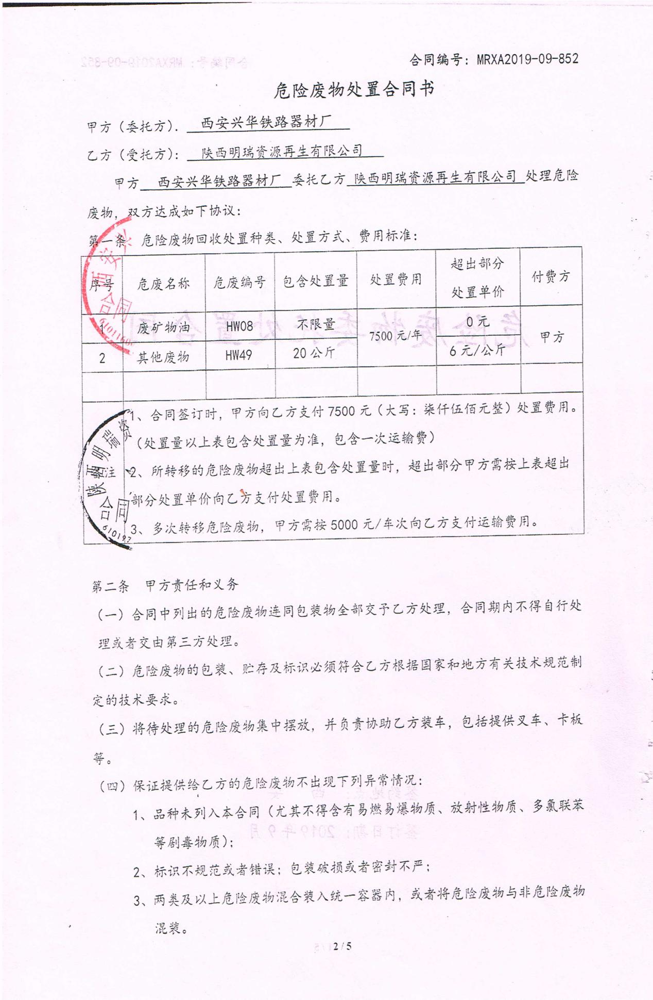 合同编号：MRXA2019-09-852
危险废物处置合同书
甲方（委托方）. 西安兴华铁路器材厂
乙方（受托方）： 陕西明瑞资源再生有限公司
甲方 西安兴华铁路器材厂 委托乙方 陕西明瑞资源再生有限公司 处理危险
废物，双方达成如下协议：
第一条 危险废物回收处置种类、处置方式、费用标准：
序号 危废名称 危废编号 包含处置量 处置费用 超出部分处置单价 付费方
1 废矿物油 HW08 不限量 7500 元/年 0 元 甲方
2 其他废物 HW49 20 公斤 6 元/公斤
1、合同签订时，甲方向乙方支付 7500 元（大写：柒仟伍佰元整）处置费用。
（处置量以上表包含处置量为准，包含一次运输费）
注 2、所转移的危险废物超出上表包含处置量时，超出部分甲方需按上表超出
部分处置单价向乙方支付处置费用。
3、多次转移危险废物，甲方需按 5000 元/车次向乙方支付运输费用。
西安兴
合同
61011609
陕西明瑞资
合同
610197
第二条 甲方责任和义务
（一）合同中列出的危险废物连同包装物全部交予乙方处理，合同期内不得自行处
理或者交由第三方处理。
（二）危险废物的包装、贮存及标识必须符合乙方根据国家和地方有关技术规范制
定的技术要求。
（三）将待处理的危险废物集中摆放，并负责协助乙方装车，包括提供叉车、卡板
等。
（四）保证提供给乙方的危险废物不出现下列异常情况：
1、品种未列入本合同（尤其不得含有易燃易爆物质、放射性物质、多氯联苯
等剧毒物质）；
2、标识不规范或者错误；包装破损或者密封不严；
3、两类及以上危险废物混合装入统一容器内，或者将危险废物与非危险废物
混装。
2/5